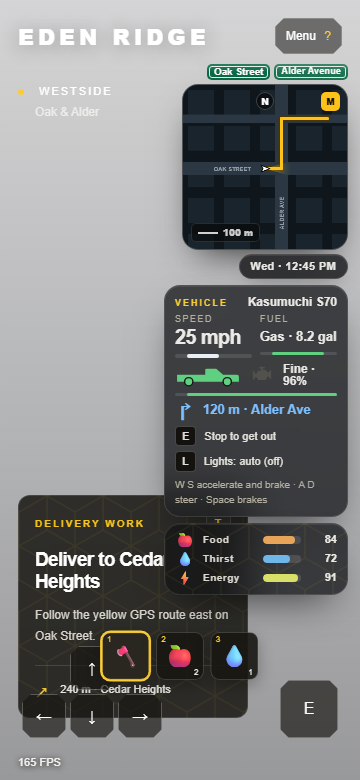 EDEN RIDGE
Menu ?
Oak Street
Alder Avenue
WESTSIDE
Oak & Alder
N
M
OAK STREET
ALDER AVE
100 m
Wed · 12:45 PM
VEHICLE
Kasumuchi S70
SPEED
FUEL
25 mph
Gas · 8.2 gal
Fine · 96%
120 m · Alder Ave
E
Stop to get out
L
Lights: auto (off)
W S accelerate and brake · A D
steer · Space brakes
Food
84
Thirst
72
Energy
91
DELIVERY WORK
Deliver to Cedar
Heights
Follow the yellow GPS route east on
Oak Street.
1
2
2
3
1
↗
240 m · Cedar Heights
↑
←
↓
→
E
165 FPS